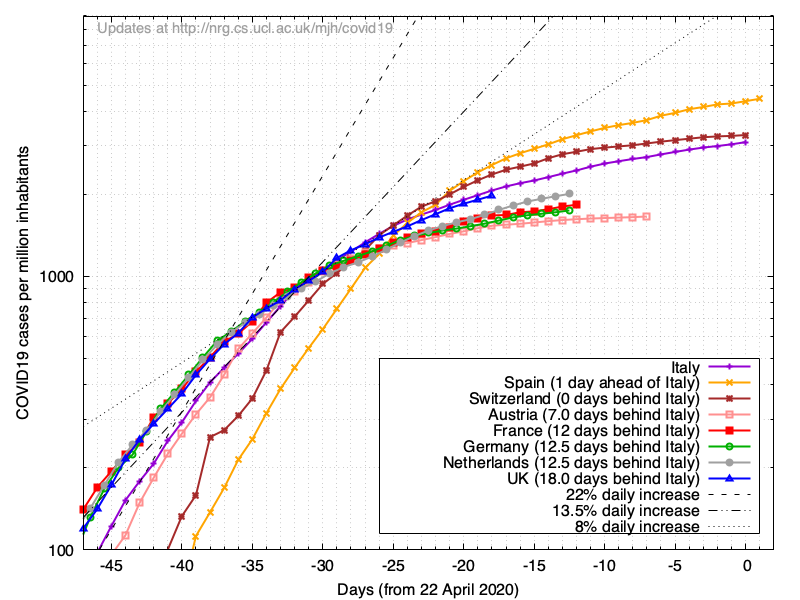 Updates at http://nrg.cs.ucl.ac.uk/mjh/covid19
COVID19 cases per million inhabitants
1000
100
Italy
Spain (1 day ahead of Italy)
Switzerland (0 days behind Italy)
Austria (7.0 days behind Italy)
France (12 days behind Italy)
Germany (12.5 days behind Italy)
Netherlands (12.5 days behind Italy)
UK (18.0 days behind Italy)
22% daily increase
13.5% daily increase
8% daily increase
-45 -40 -35 -30 -25 -20 -15 -10 -5 0
Days (from 22 April 2020)